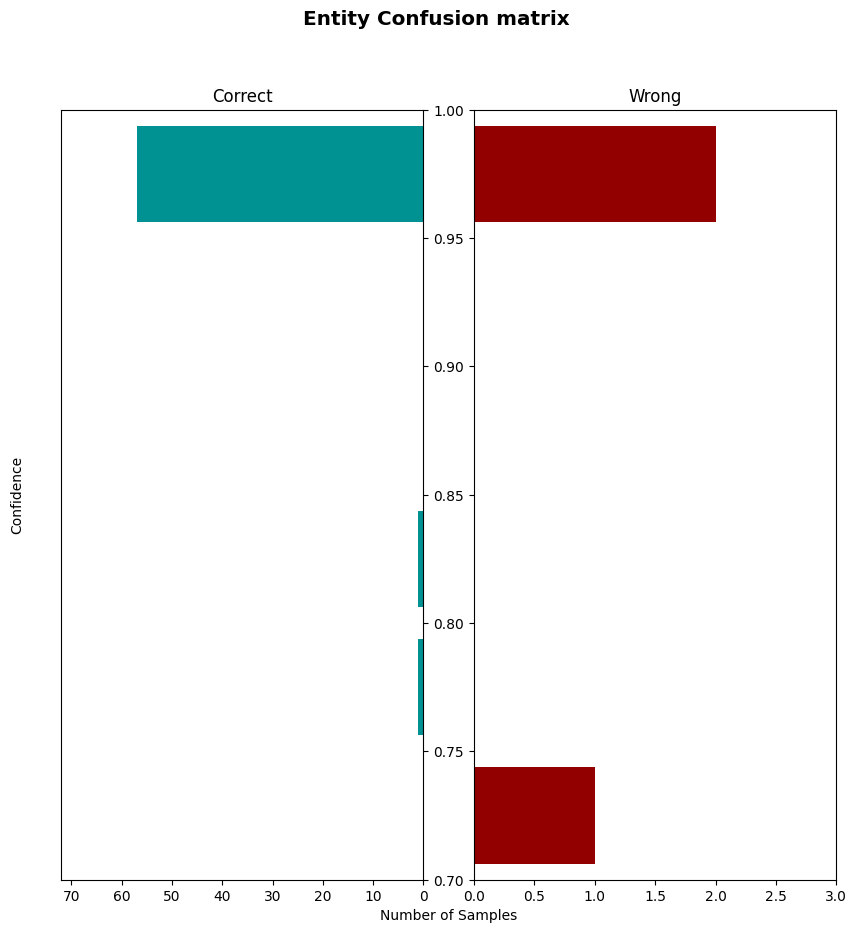 Entity Confusion matrix
Correct
Wrong
1.00
0.95
0.90
0.85
0.80
0.75
0.70
Confidence
70 60 50 40 30 20 10 0
0.0 0.5 1.0 1.5 2.0 2.5 3.0
Number of Samples